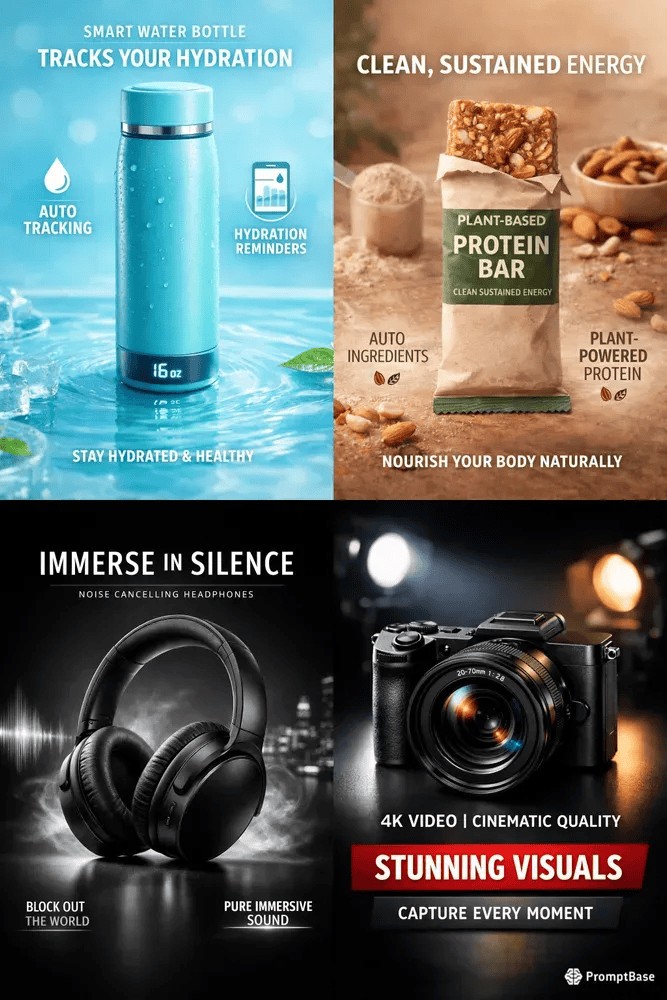 SMART WATER BOTTLE
TRACKS YOUR HYDRATION
AUTO
TRACKING
HYDRATION
REMINDERS
16 oz
STAY HYDRATED & HEALTHY
CLEAN, SUSTAINED ENERGY
PLANT-BASED
PROTEIN
BAR
CLEAN SUSTAINED ENERGY
AUTO
INGREDIENTS
PLANT-
POWERED
PROTEIN
NOURISH YOUR BODY NATURALLY
IMMERSE IN SILENCE
NOISE CANCELLING HEADPHONES
BLOCK OUT
THE WORLD
PURE IMMERSIVE
SOUND
20-70mm 1:2.8
4K VIDEO | CINEMATIC QUALITY
STUNNING VISUALS
CAPTURE EVERY MOMENT
PromptBase